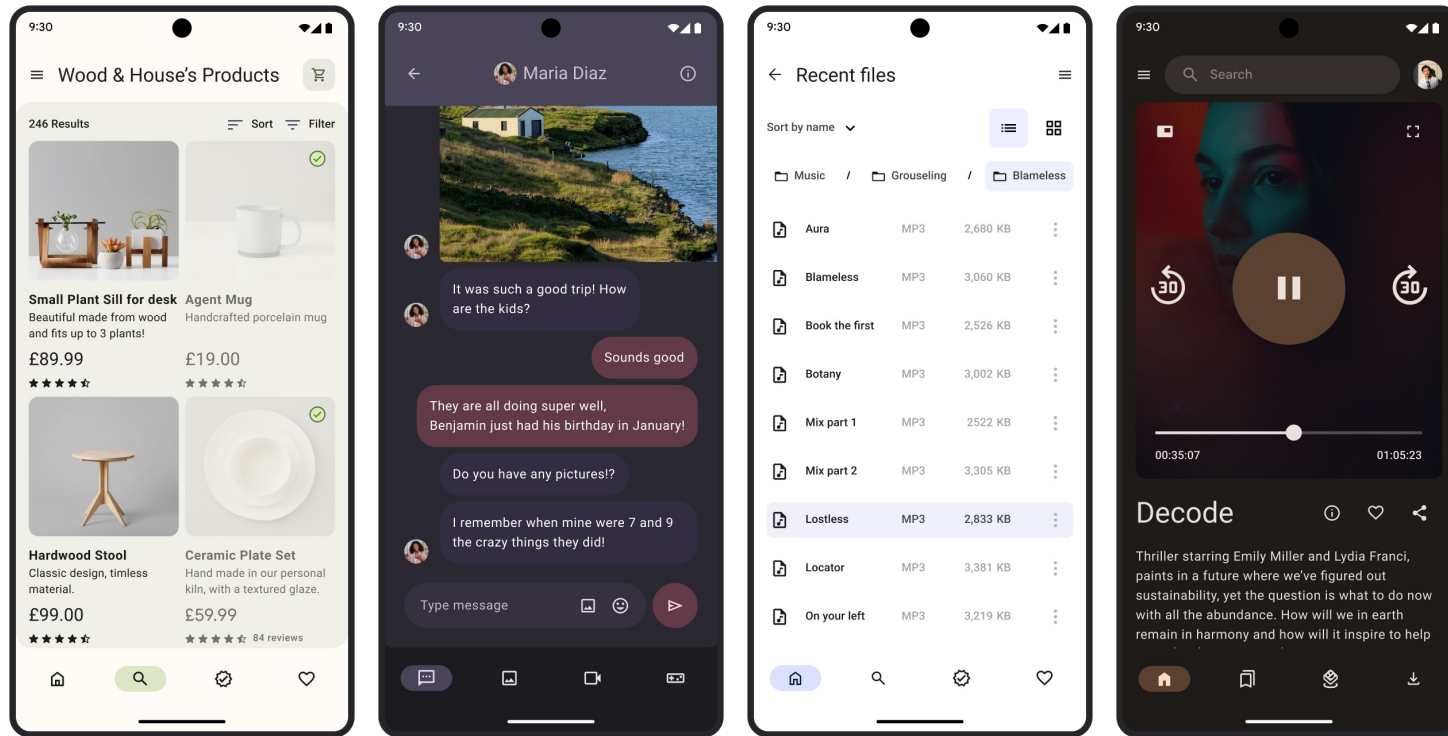 9:30
Wood & House's Products
246 Results
Sort
Filter
Small Plant Sill for desk
Beautiful made from wood
and fits up to 3 plants!
£89.99
Agent Mug
Handcrafted porcelain mug
£19.00
Hardwood Stool
Classic design, timless
material.
£99.00
Ceramic Plate Set
Hand made in our personal
kiln, with a textured glaze.
£59.99
84 reviews
9:30
Maria Diaz
It was such a good trip! How
are the kids?
Sounds good
They are all doing super well,
Benjamin just had his birthday in January!
Do you have any pictures!?
I remember when mine were 7 and 9
the crazy things they did!
Type message
9:30
Recent files
Sort by name
Music / Grouseling / Blameless
Aura MP3 2,680 KB
Blameless MP3 3,060 KB
Book the first MP3 2,526 KB
Botany MP3 3,002 KB
Mix part 1 MP3 2522 KB
Mix part 2 MP3 3,305 KB
Lostless MP3 2,833 KB
Locator MP3 3,381 KB
On your left MP3 3,219 KB
9:30
Search
30 30
00:35:07 01:05:23
Decode
Thriller starring Emily Miller and Lydia Franci,
paints in a future where we've figured out
sustainability, yet the question is what to do now
with all the abundance. How will we in earth
remain in harmony and how will it inspire to help